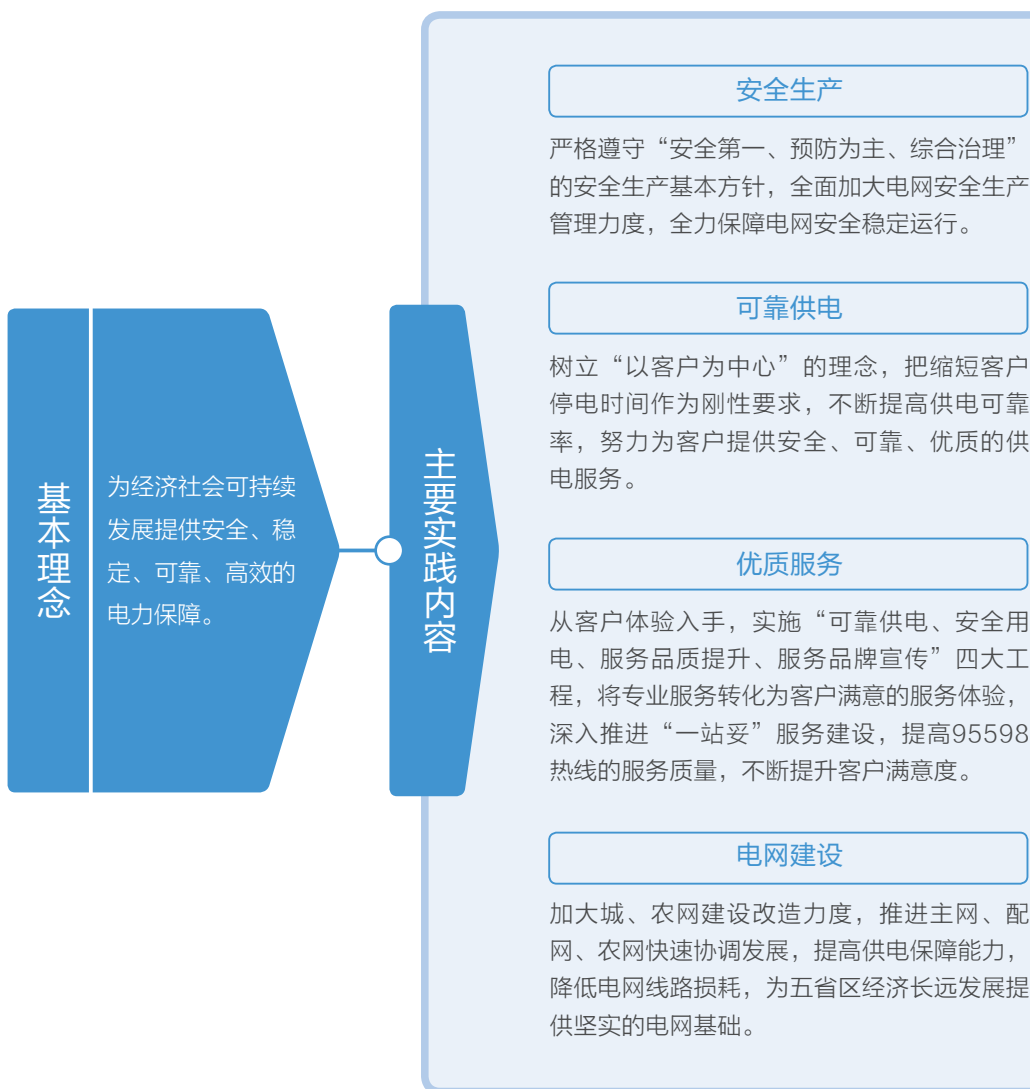 基本理念
为经济社会可持续
发展提供安全、稳
定、可靠、高效的
电力保障。
主要实践内容
安全生产
严格遵守“安全第一、预防为主、综合治理”
的安全生产基本方针，全面加大电网安全生产
管理力度，全力保障电网安全稳定运行。
可靠供电
树立“以客户为中心”的理念，把缩短客户
停电时间作为刚性要求，不断提高供电可靠
率，努力为客户提供安全、可靠、优质的供
电服务。
优质服务
从客户体验入手，实施“可靠供电、安全用
电、服务品质提升、服务品牌宣传”四大工
程，将专业服务转化为客户满意的服务体验，
深入推进“一站妥”服务建设，提高95598
热线的服务质量，不断提升客户满意度。
电网建设
加大城、农网建设改造力度，推进主网、配
网、农网快速协调发展，提高供电保障能力，
降低电网线路损耗，为五省区经济长远发展提
供坚实的电网基础。